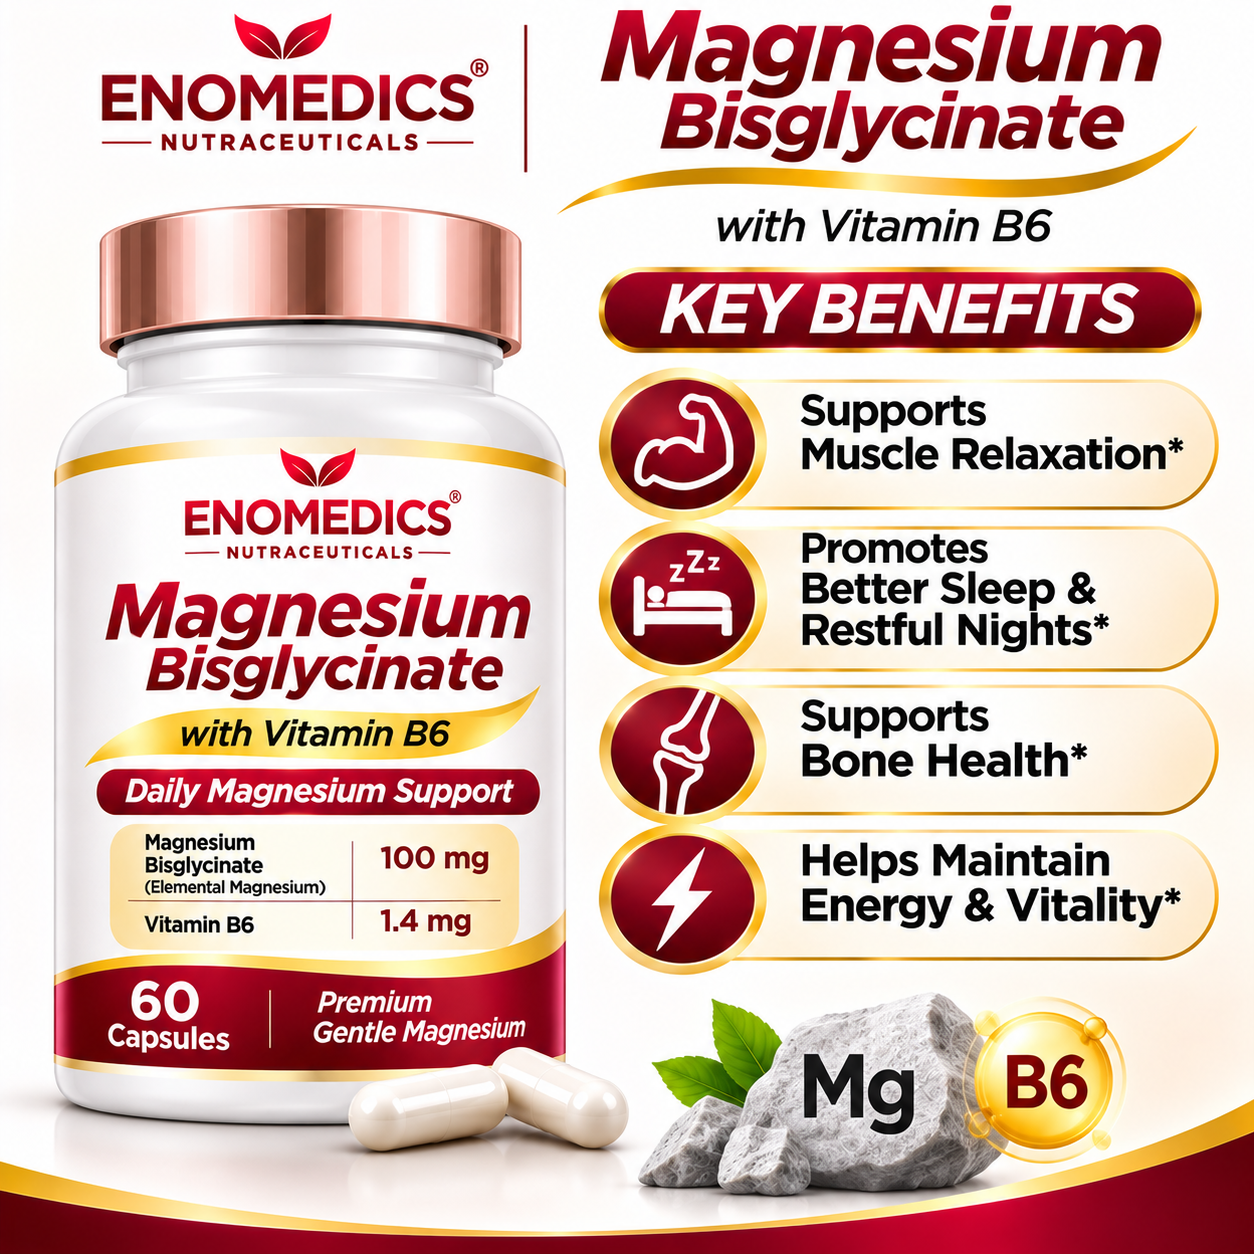 ENOMEDICS®
NUTRACEUTICALS
Magnesium
Bisglycinate
with Vitamin B6
KEY BENEFITS
Supports
Muscle Relaxation*
zZzz
Promotes
Better Sleep &
Restful Nights*
Supports
Bone Health*
Helps Maintain
Energy & Vitality*
Mg
B6
ENOMEDICS®
NUTRACEUTICALS
Magnesium
Bisglycinate
with Vitamin B6
Daily Magnesium Support
Magnesium
Bisglycinate
(Elemental Magnesium)
100 mg
Vitamin B6
1.4 mg
60
Capsules
Premium
Gentle Magnesium